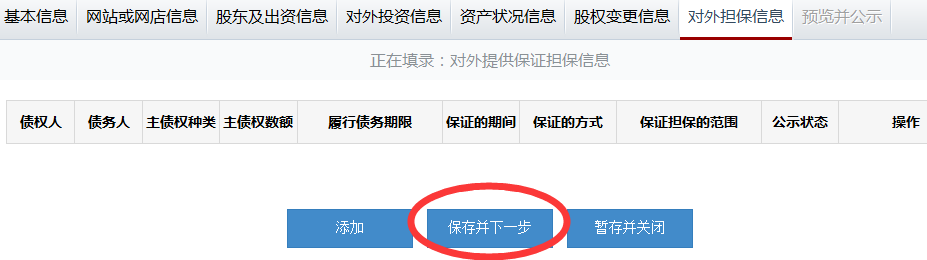 基本信息 网站或网店信息 股东及出资信息 对外投资信息 资产状况信息 股权变更信息 对外担保信息 预览并公示
正在填录：对外提供保证担保信息
债权人 债务人 主债权种类 主债权数额 履行债务期限 保证的期间 保证的方式 保证担保的范围 公示状态 操作
添加 保存并下一步 暂存并关闭